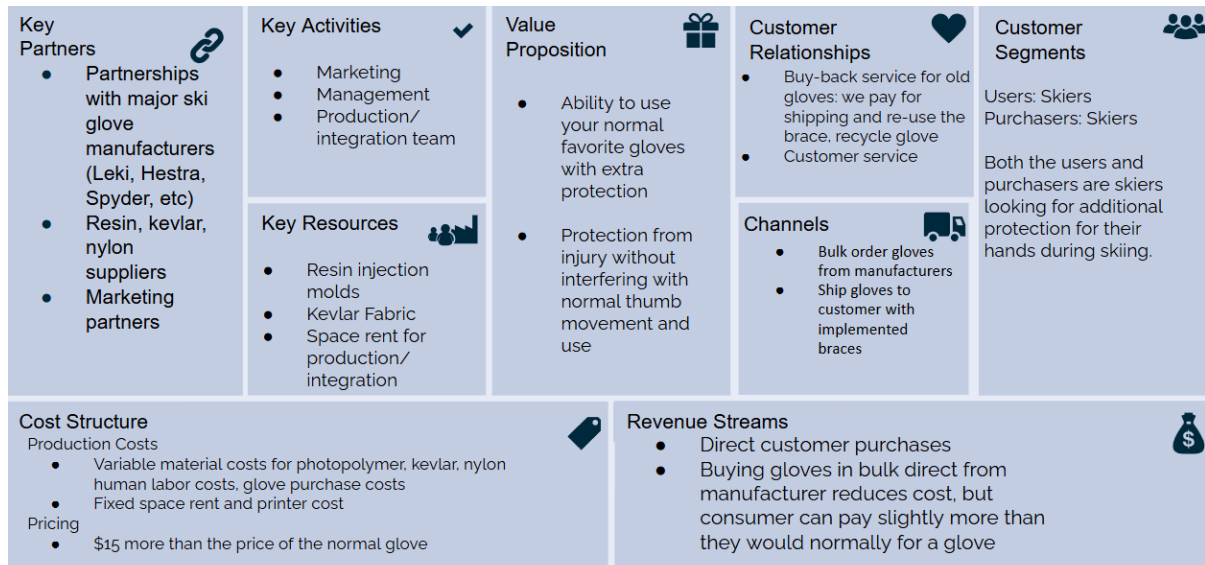 Key
Partners
● Partnerships
with major ski
glove
manufacturers
(Leki, Hestra,
Spyder, etc)
● Resin, kevlar,
nylon
suppliers
● Marketing
partners
Key Activities
● Marketing
● Management
● Production/
integration team
Key Resources
● Resin injection
molds
● Kevlar Fabric
● Space rent for
production/
integration
Value
Proposition
● Ability to use
your normal
favorite gloves
with extra
protection
● Protection from
injury without
interfering with
normal thumb
movement and
use
Customer
Relationships
● Buy-back service for old
gloves: we pay for
shipping and re-use the
brace, recycle glove
● Customer service
Channels
● Bulk order gloves
from manufacturers
● Ship gloves to
customer with
implemented
braces
Customer
Segments
Users: Skiers
Purchasers: Skiers
Both the users and
purchasers are skiers
looking for additional
protection for their
hands during skiing.
Cost Structure
Production Costs
● Variable material costs for photopolymer, kevlar, nylon
human labor costs, glove purchase costs
● Fixed space rent and printer cost
Pricing
● $15 more than the price of the normal glove
Revenue Streams
● Direct customer purchases
● Buying gloves in bulk direct from
manufacturer reduces cost, but
consumer can pay slightly more than
they would normally for a glove
$